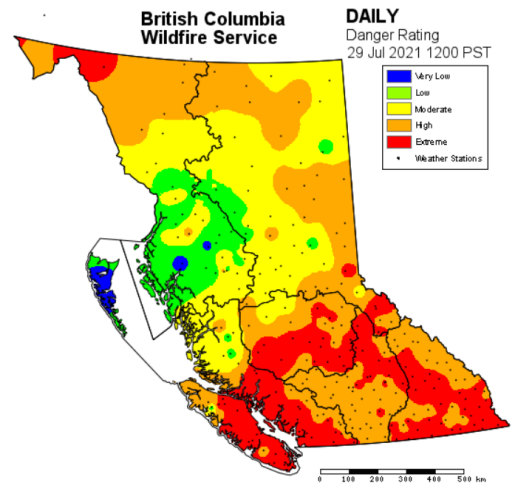 British Columbia
Wildfire Service
DAILY
Danger Rating
29 Jul 2021 1200 PST
Very Low
Low
Moderate
High
Extreme
Weather Stations
0 100 200 300 400 500 km